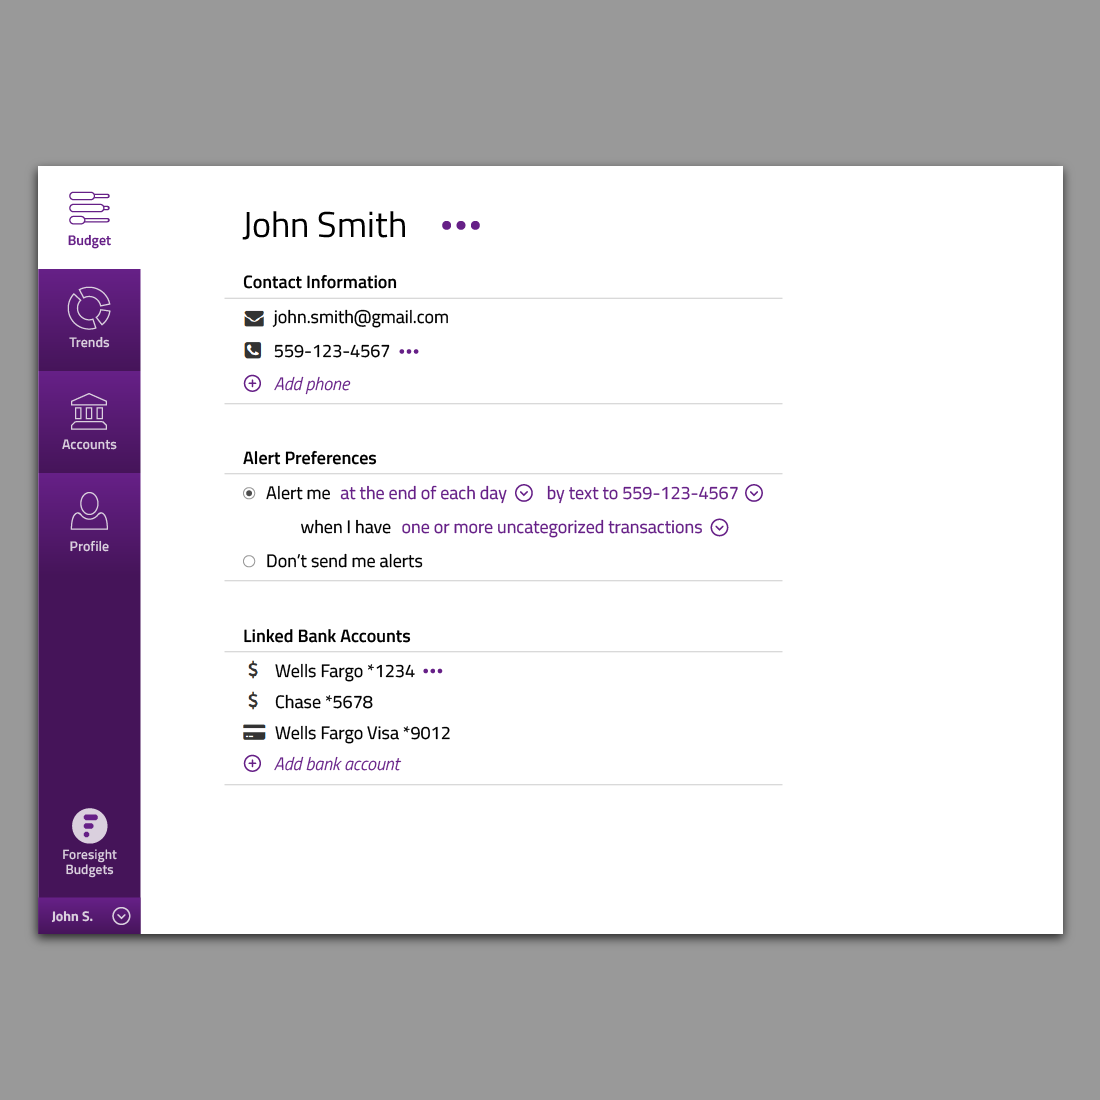 Budget
Trends
Accounts
Profile
Foresight
Budgets
John S.
John Smith
Contact Information
john.smith@gmail.com
559-123-4567
Add phone
Alert Preferences
Alert me at the end of each day by text to 559-123-4567
when I have one or more uncategorized transactions
Don’t send me alerts
Linked Bank Accounts
$ Wells Fargo *1234
$ Chase *5678
Wells Fargo Visa *9012
Add bank account